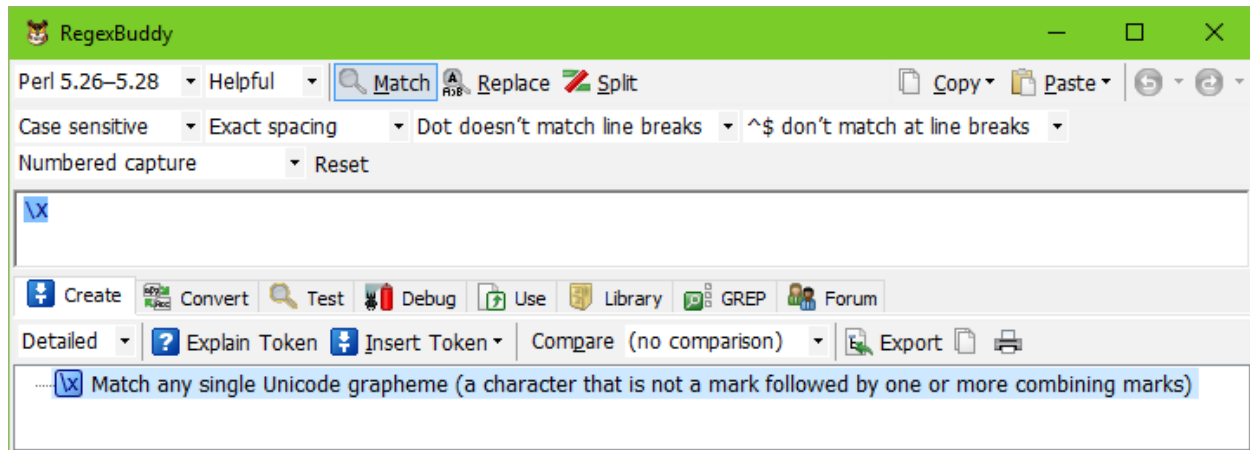 RegexBuddy
Perl 5.26–5.28 Helpful Match Replace Split Copy Paste
Case sensitive Exact spacing Dot doesn’t match line breaks ^$ don’t match at line breaks
Numbered capture Reset
\X
Create Convert Test Debug Use Library GREP Forum
Detailed Explain Token Insert Token Compare (no comparison) Export
\X Match any single Unicode grapheme (a character that is not a mark followed by one or more combining marks)